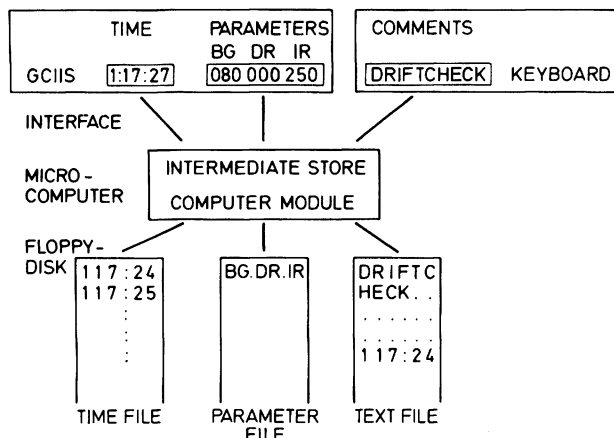 TIME PARAMETERS COMMENTS
BG DR IR
GCIIS 1:17:27 080 000 250 DRIFTCHECK KEYBOARD
INTERFACE
INTERMEDIATE STORE
MICRO-
COMPUTER
COMPUTER MODULE
FLOPPY-
DISK
117:24
117:25
:
:
BG.DR.IR
DRIFTC
HECK..
......
......
117:24
TIME FILE
PARAMETER
FILE
TEXT FILE